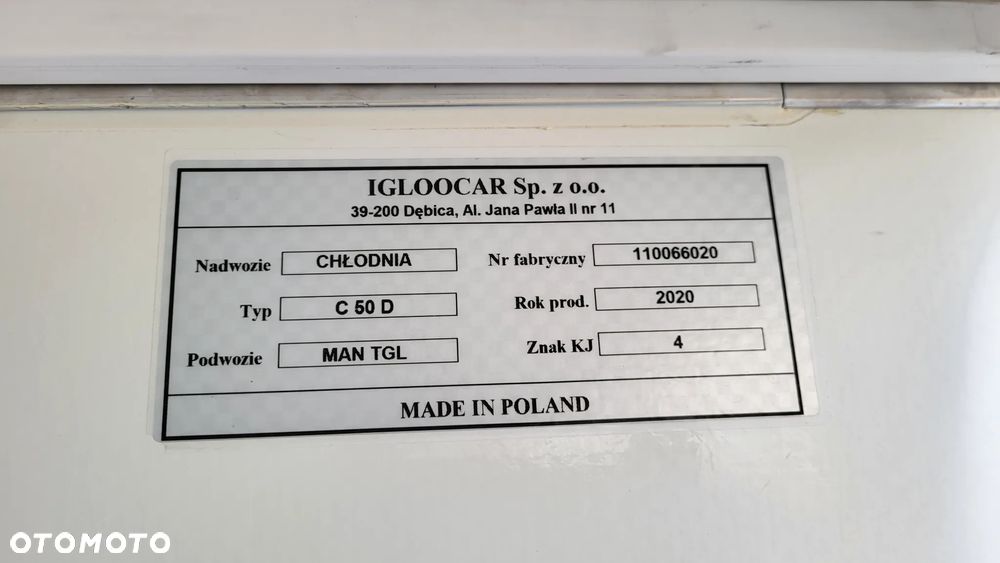 IGLOOCAR Sp. z o.o.
39-200 Dębica, Al. Jana Pawła II nr 11
Nadwozie CHŁODNIA Nr fabryczny 110066020
Typ C 50 D Rok prod. 2020
Podwozie MAN TGL Znak KJ 4
MADE IN POLAND
OTOMOTO